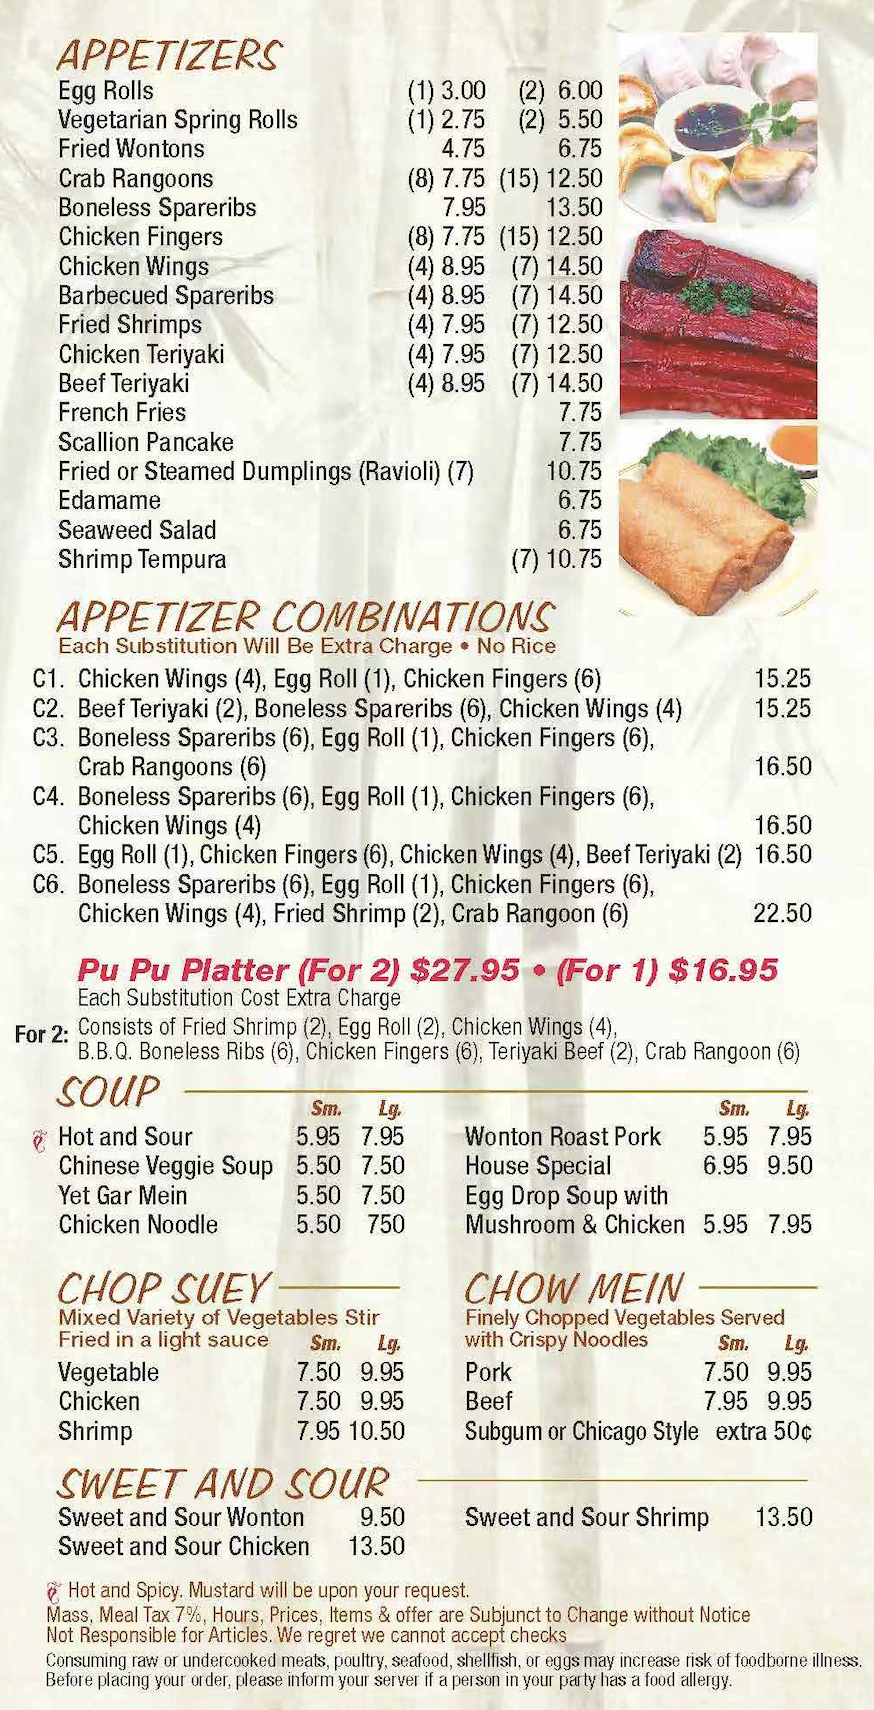 APPETIZERS
Egg Rolls (1) 3.00 (2) 6.00
Vegetarian Spring Rolls (1) 2.75 (2) 5.50
Fried Wontons 4.75 6.75
Crab Rangoons (8) 7.75 (15) 12.50
Boneless Spareribs 7.95 13.50
Chicken Fingers (8) 7.75 (15) 12.50
Chicken Wings (4) 8.95 (7) 14.50
Barbecued Spareribs (4) 8.95 (7) 14.50
Fried Shrimps (4) 7.95 (7) 12.50
Chicken Teriyaki (4) 7.95 (7) 12.50
Beef Teriyaki (4) 8.95 (7) 14.50
French Fries 7.75
Scallion Pancake 7.75
Fried or Steamed Dumplings (Ravioli) (7) 10.75
Edamame 6.75
Seaweed Salad 6.75
Shrimp Tempura (7) 10.75
APPETIZER COMBINATIONS
Each Substitution Will Be Extra Charge • No Rice
C1. Chicken Wings (4), Egg Roll (1), Chicken Fingers (6) 15.25
C2. Beef Teriyaki (2), Boneless Spareribs (6), Chicken Wings (4) 15.25
C3. Boneless Spareribs (6), Egg Roll (1), Chicken Fingers (6),
Crab Rangoons (6) 16.50
C4. Boneless Spareribs (6), Egg Roll (1), Chicken Fingers (6),
Chicken Wings (4) 16.50
C5. Egg Roll (1), Chicken Fingers (6), Chicken Wings (4), Beef Teriyaki (2) 16.50
C6. Boneless Spareribs (6), Egg Roll (1), Chicken Fingers (6),
Chicken Wings (4), Fried Shrimp (2), Crab Rangoon (6) 22.50
Pu Pu Platter (For 2) $27.95 • (For 1) $16.95
Each Substitution Cost Extra Charge
For 2: Consists of Fried Shrimp (2), Egg Roll (2), Chicken Wings (4),
B.B.Q. Boneless Ribs (6), Chicken Fingers (6), Teriyaki Beef (2), Crab Rangoon (6)
SOUP
Sm. Lg.
Hot and Sour 5.95 7.95
Chinese Veggie Soup 5.50 7.50
Yet Gar Mein 5.50 7.50
Chicken Noodle 5.50 750
Sm. Lg.
Wonton Roast Pork 5.95 7.95
House Special 6.95 9.50
Egg Drop Soup with
Mushroom & Chicken 5.95 7.95
CHOP SUEY
Mixed Variety of Vegetables Stir
Fried in a light sauce Sm. Lg.
Vegetable 7.50 9.95
Chicken 7.50 9.95
Shrimp 7.95 10.50
CHOW MEIN
Finely Chopped Vegetables Served
with Crispy Noodles Sm. Lg.
Pork 7.50 9.95
Beef 7.95 9.95
Subgum or Chicago Style extra 50¢
SWEET AND SOUR
Sweet and Sour Wonton 9.50
Sweet and Sour Chicken 13.50
Sweet and Sour Shrimp 13.50
Hot and Spicy. Mustard will be upon your request.
Mass, Meal Tax 7%, Hours, Prices, Items & offer are Subjunct to Change without Notice
Not Responsible for Articles. We regret we cannot accept checks
Consuming raw or undercooked meats, poultry, seafood, shellfish, or eggs may increase risk of foodborne illness.
Before placing your order, please inform your server if a person in your party has a food allergy.